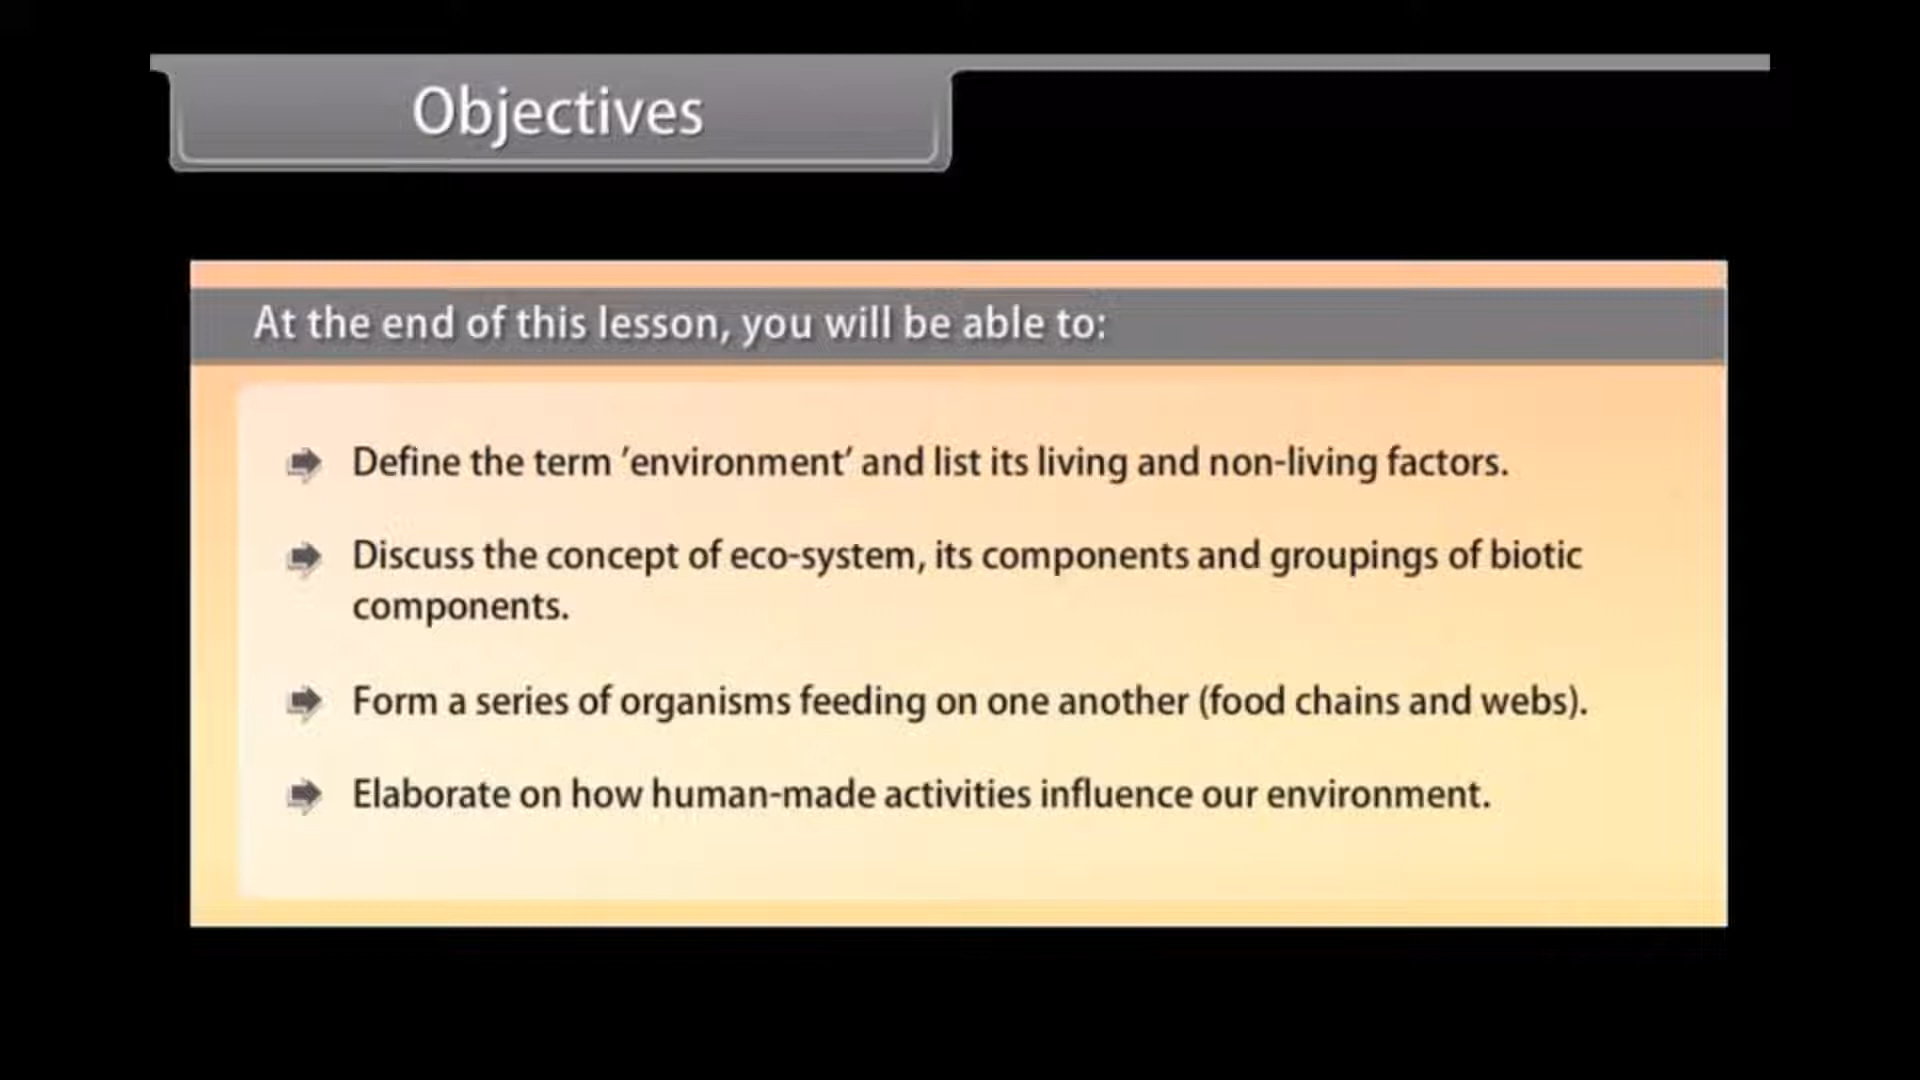 Objectives
At the end of this lesson, you will be able to:
Define the term 'environment' and list its living and non-living factors.
Discuss the concept of eco-system, its components and groupings of biotic
components.
Form a series of organisms feeding on one another (food chains and webs).
Elaborate on how human-made activities influence our environment.